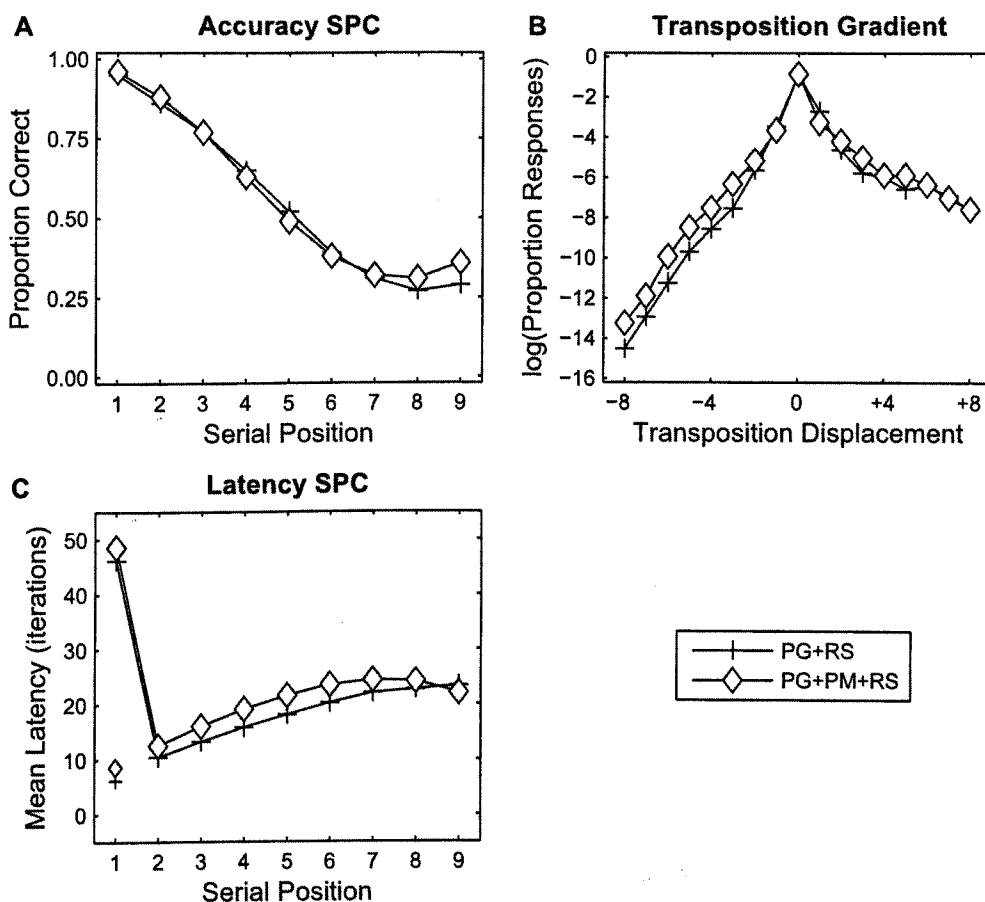 A Accuracy SPC
Proportion Correct
1.00
0.75
0.50
0.25
0.00
1 2 3 4 5 6 7 8 9
Serial Position
B Transposition Gradient
log(Proportion Responses)
0
−2
−4
−6
−8
−10
−12
−14
−16
−8 −4 0 +4 +8
Transposition Displacement
C Latency SPC
Mean Latency (iterations)
50
40
30
20
10
0
1 2 3 4 5 6 7 8 9
Serial Position
PG+RS
PG+PM+RS